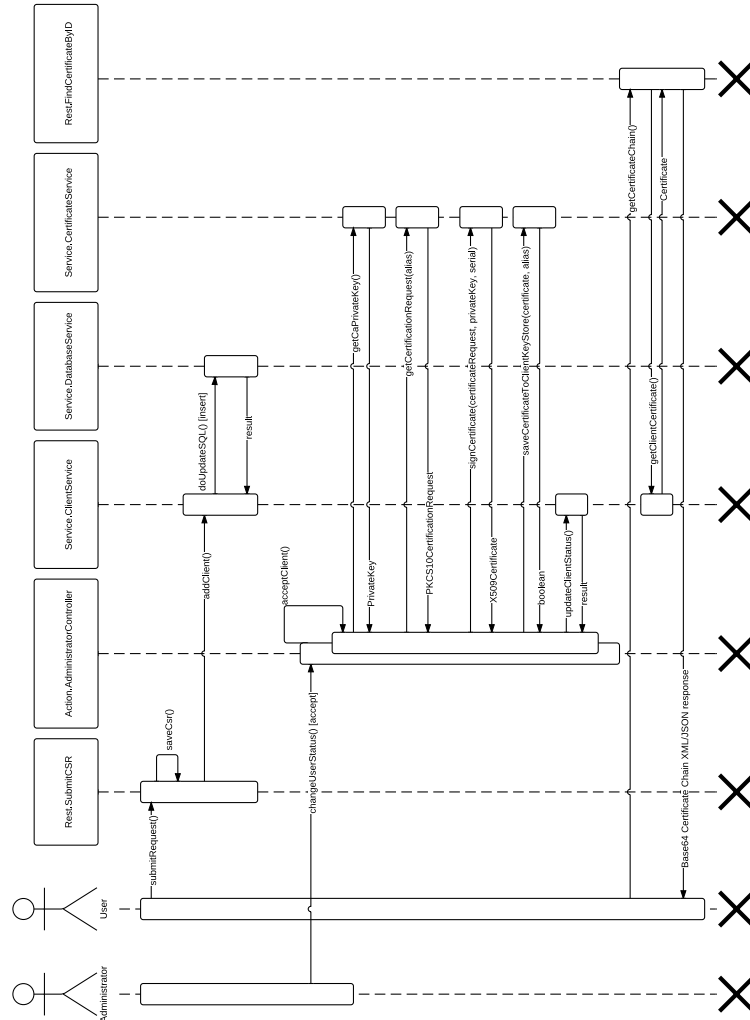 Administrator
User
Rest.SubmitCSR
Action.AdministratorController
Service.ClientService
Service.DatabaseService
Service.CertificateService
Rest.FindCertificateByID
submitRequest()
saveCsr()
addClient()
doUpdateSQL() [insert]
result
changeUserStatus() [accept]
acceptClient()
getCaPrivateKey()
PrivateKey
getCertificationRequest(alias)
PKCS10CertificationRequest
signCertificate(certificateRequest, privateKey, serial)
X509Certificate
saveCertificateToClientKeyStore(certificate, alias)
boolean
updateClientStatus()
result
getCertificateChain()
getClientCertificate()
Certificate
Base64 Certificate Chain XML/JSON response